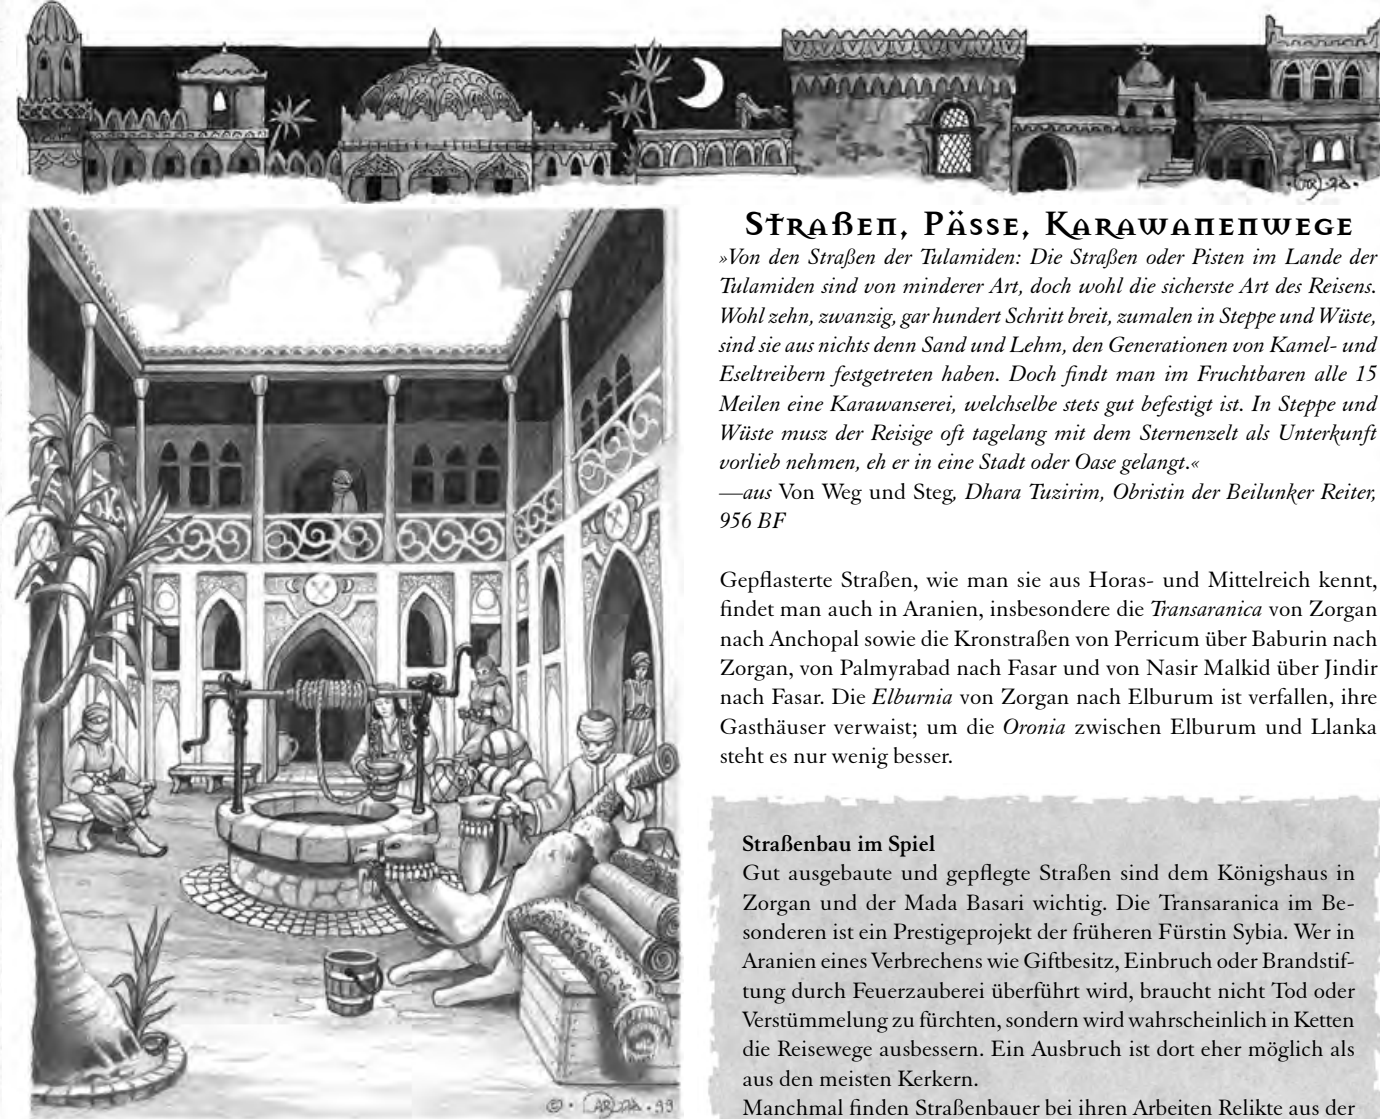 Straßen, Pässe, Karawanenwege
»Von den Straßen der Tulamiden: Die Straßen oder Pisten im Lande der
Tulamiden sind von minderer Art, doch wohl die sicherste Art des Reisens.
Wohl zehn, zwanzig, gar hundert Schritt breit, zumalen in Steppe und Wüste,
sind sie aus nichts denn Sand und Lehm, den Generationen von Kamel- und
Eseltreibern festgetreten haben. Doch findt man im Fruchtbaren alle 15
Meilen eine Karawanserei, welchselbe stets gut befestigt ist. In Steppe und
Wüste musz der Reisige oft tagelang mit dem Sternenzelt als Unterkunft
vorlieb nehmen, eh er in eine Stadt oder Oase gelangt.«
—aus Von Weg und Steg, Dhara Tuzirim, Obristin der Beilunker Reiter,
956 BF
Gepflasterte Straßen, wie man sie aus Horas- und Mittelreich kennt,
findet man auch in Aranien, insbesondere die Transaranica von Zorgan
nach Anchopal sowie die Kronstraßen von Perricum über Baburin nach
Zorgan, von Palmyrabad nach Fasar und von Nasir Malkid über Jindir
nach Fasar. Die Elburnia von Zorgan nach Elburum ist verfallen, ihre
Gasthäuser verwaist; um die Oronia zwischen Elburum und Llanka
steht es nur wenig besser.
Straßenbau im Spiel
Gut ausgebaute und gepflegte Straßen sind dem Königshaus in
Zorgan und der Mada Basari wichtig. Die Transaranica im Be-
sonderen ist ein Prestigeprojekt der früheren Fürstin Sybia. Wer in
Aranien eines Verbrechens wie Giftbesitz, Einbruch oder Brandstif-
tung durch Feuerzauberei überführt wird, braucht nicht Tod oder
Verstümmelung zu fürchten, sondern wird wahrscheinlich in Ketten
die Reisewege ausbessern. Ein Ausbruch ist dort eher möglich als
aus den meisten Kerkern.
Manchmal finden Straßenbauer bei ihren Arbeiten Relikte aus der